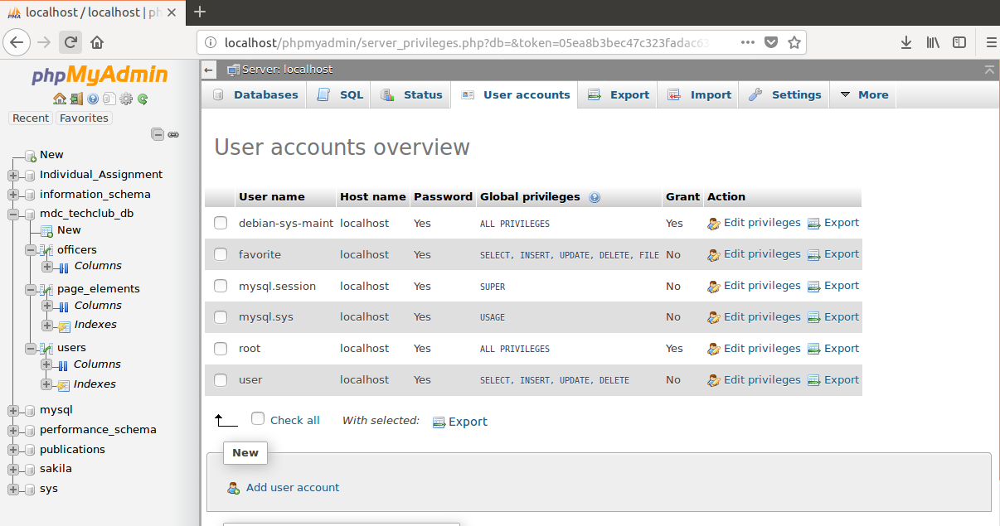 localhost / localhost | ph
localhost/phpmyadmin/server_privileges.php?db=&token=05ea8b3bec47c323fadac63
phpMyAdmin
Recent Favorites
New
Individual_Assignment
information_schema
mdc_techclub_db
New
officers
Columns
page_elements
Columns
Indexes
users
Columns
Indexes
mysql
performance_schema
publications
sakila
sys
Server: localhost
Databases SQL Status User accounts Export Import Settings More
User accounts overview
User name Host name Password Global privileges Grant Action
debian-sys-maint localhost Yes ALL PRIVILEGES Yes Edit privileges Export
favorite localhost Yes SELECT, INSERT, UPDATE, DELETE, FILE No Edit privileges Export
mysql.session localhost Yes SUPER No Edit privileges Export
mysql.sys localhost Yes USAGE No Edit privileges Export
root localhost Yes ALL PRIVILEGES Yes Edit privileges Export
user localhost Yes SELECT, INSERT, UPDATE, DELETE No Edit privileges Export
Check all With selected: Export
New
Add user account